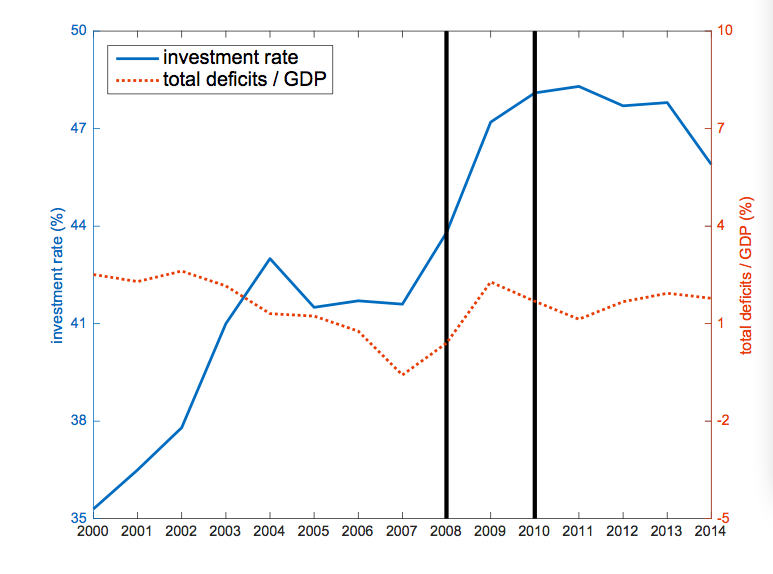 50
10
investment rate
total deficits / GDP
47
7
44
4
investment rate (%)
total deficits / GDP (%)
41
1
38
-2
35
-5
2000 2001 2002 2003 2004 2005 2006 2007 2008 2009 2010 2011 2012 2013 2014